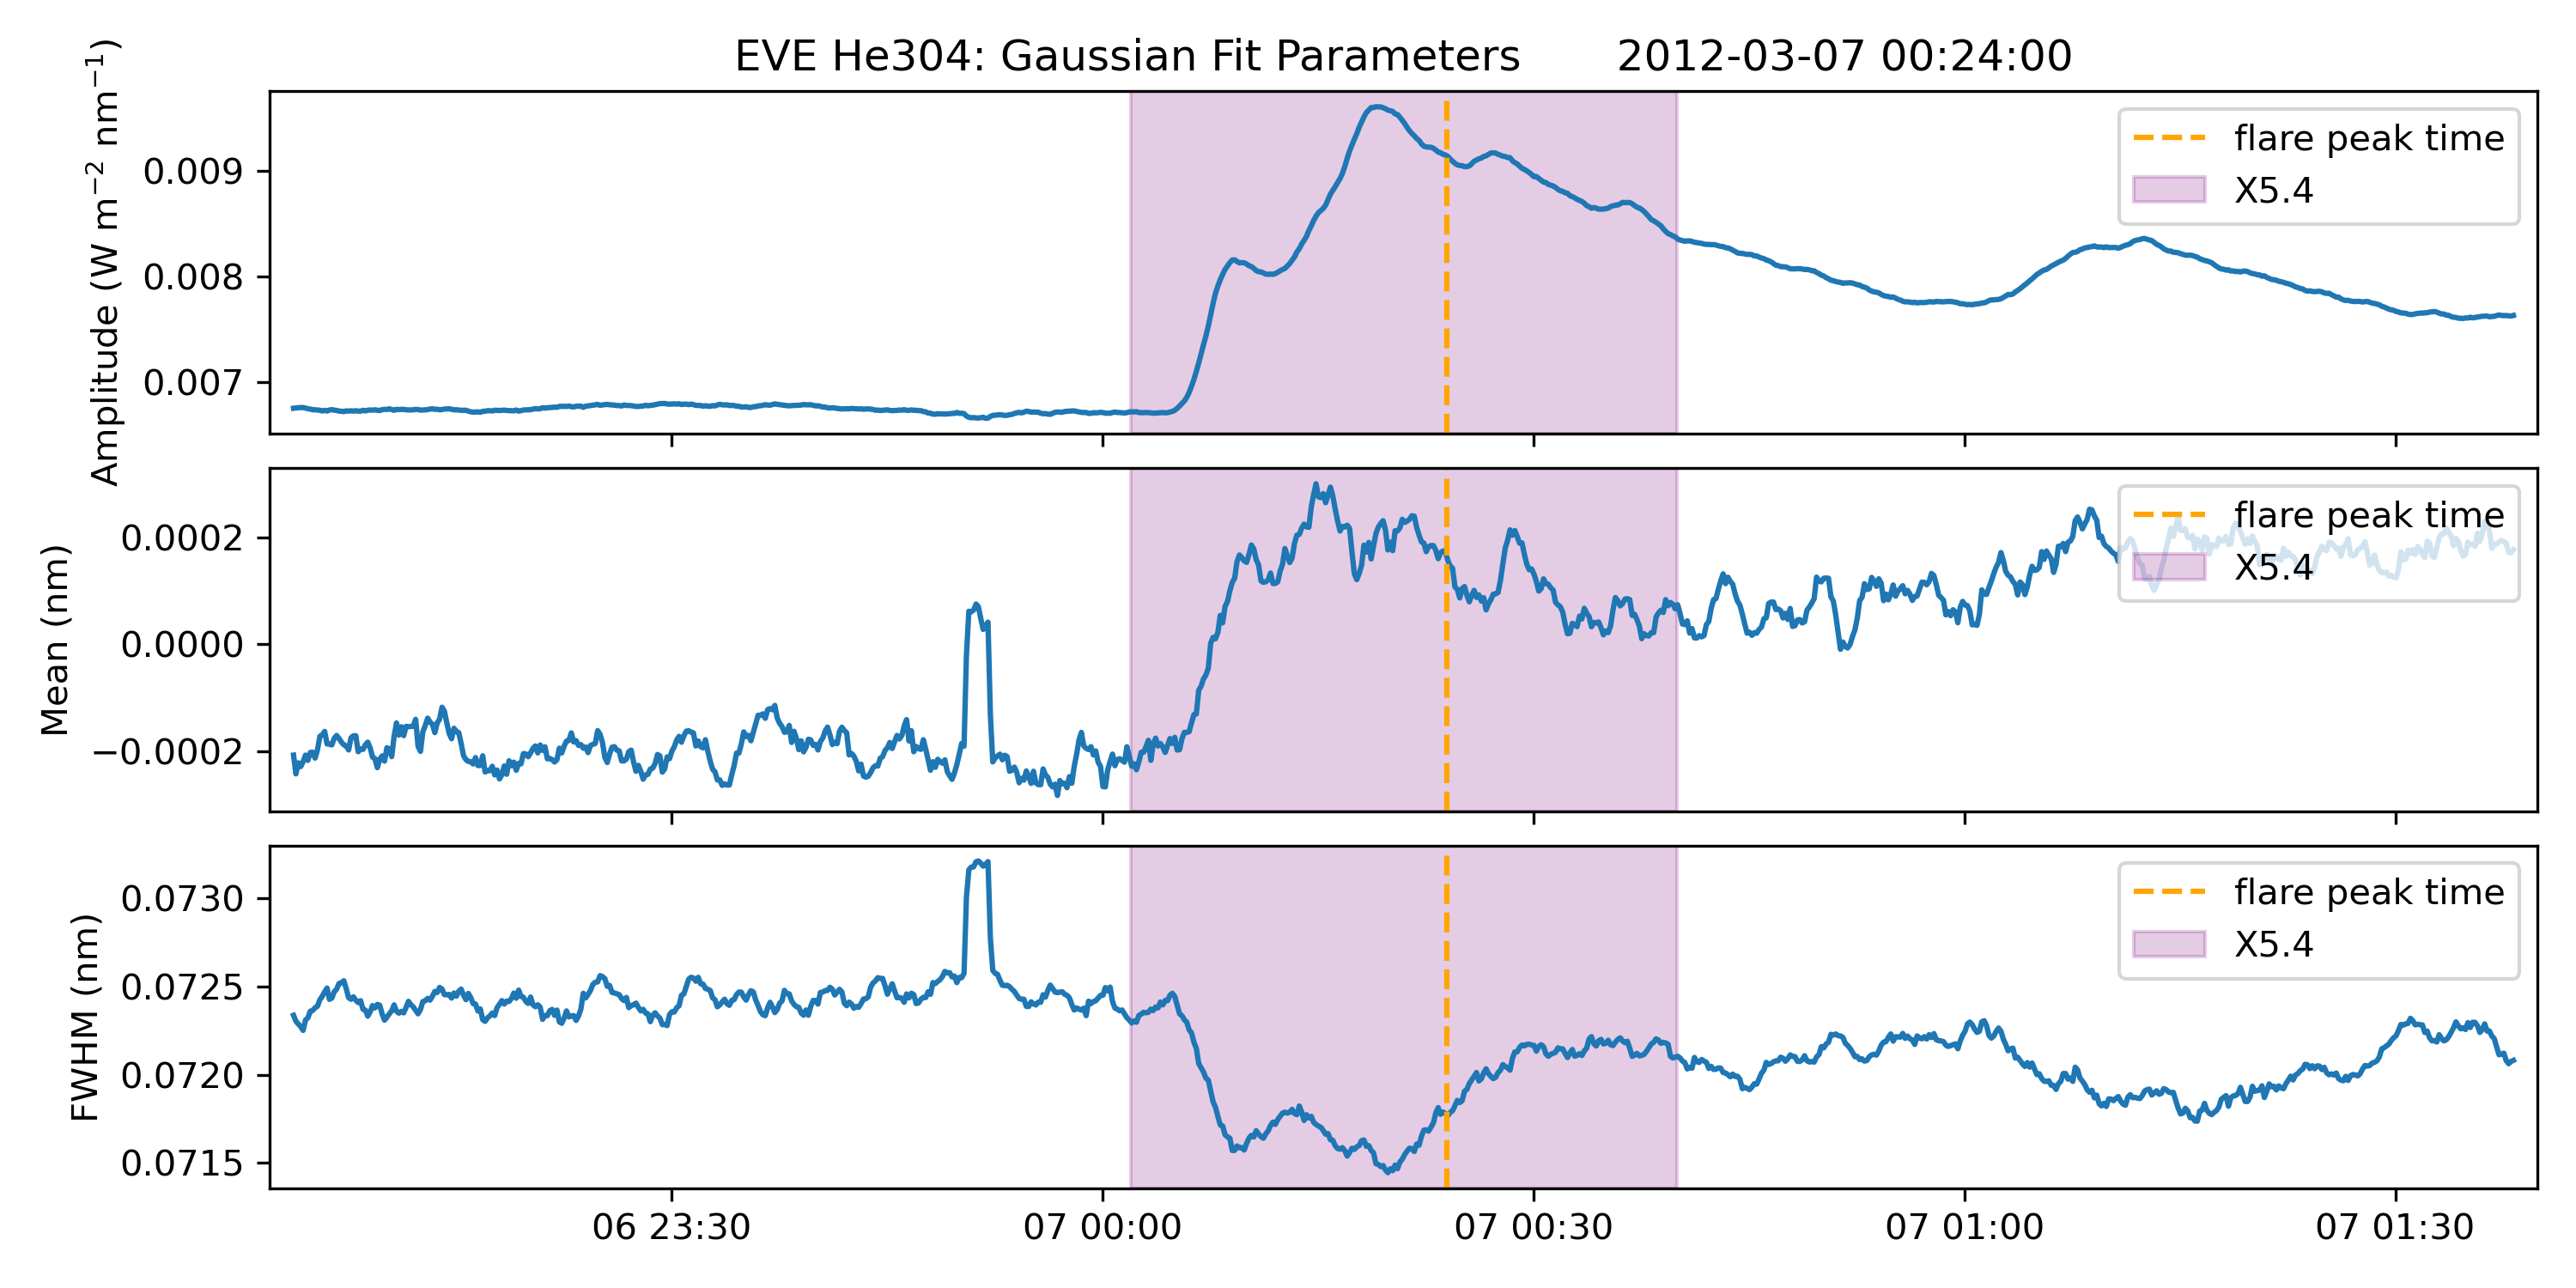 EVE He304: Gaussian Fit Parameters 2012-03-07 00:24:00
Amplitude (W m⁻² nm⁻¹)
0.009
0.008
0.007
flare peak time
X5.4
Mean (nm)
0.0002
0.0000
−0.0002
flare peak time
X5.4
FWHM (nm)
0.0730
0.0725
0.0720
0.0715
flare peak time
X5.4
06 23:30 07 00:00 07 00:30 07 01:00 07 01:30